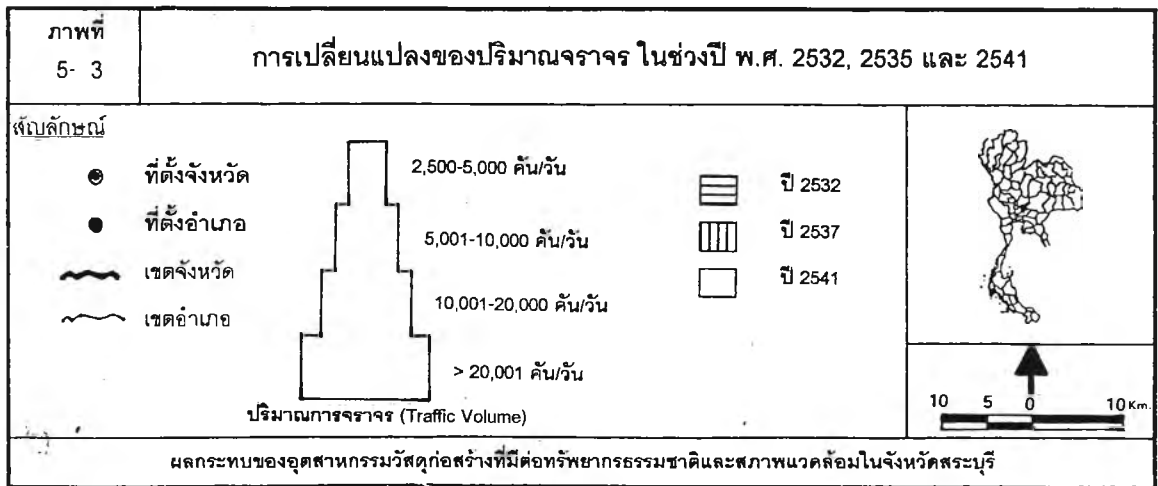 ภาพที่
5- 3
การเปลี่ยนแปลงของปริมาณจราจร ในช่วงปี พ.ศ. 2532, 2535 และ 2541
สัญลักษณ์
ที่ตั้งจังหวัด
ที่ตั้งอำเภอ
เขตจังหวัด
เขตอำเภอ
2,500-5,000 คัน/วัน
5,001-10,000 คัน/วัน
10,001-20,000 คัน/วัน
> 20,001 คัน/วัน
ปริมาณการจราจร (Traffic Volume)
ปี 2532
ปี 2537
ปี 2541
10 5 0 10 Km.
ผลกระทบของอุตสาหกรรมวัสดุก่อสร้างที่มีต่อทรัพยากรธรรมชาติและสภาพแวดล้อมในจังหวัดสระบุรี